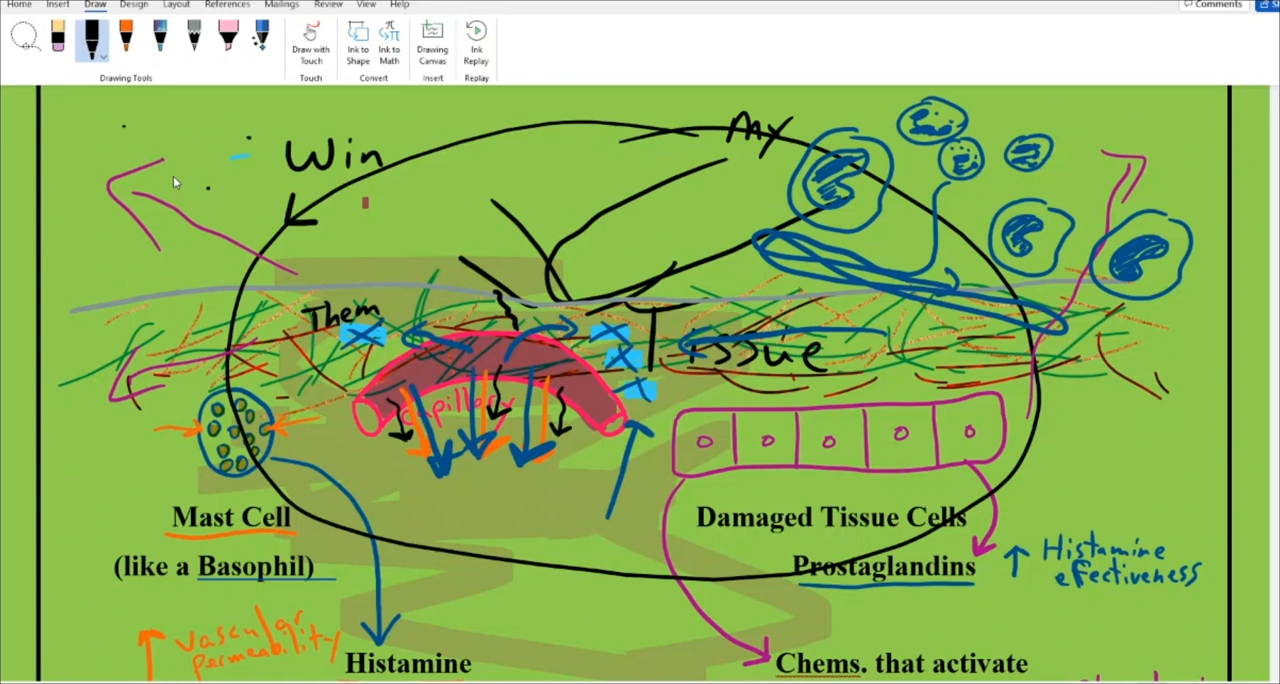 Home Insert Draw Design Layout References Mailings Review View Help
Comments
Draw with Touch
Ink to Shape
Ink to Math
Drawing Canvas
Ink Replay
Drawing Tools
Touch
Convert
Insert
Replay
Win
My
Them
Tissue
Capillary
Mast Cell
(like a Basophil)
Damaged Tissue Cells
Prostaglandins
↑ Histamine
effectiveness
↑ Vascular
permeability
Histamine
Chems. that activate